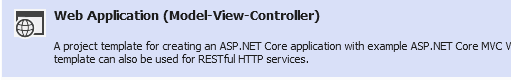 Web Application (Model-View-Controller)
A project template for creating an ASP.NET Core application with example ASP.NET Core MVC
template can also be used for RESTful HTTP services.